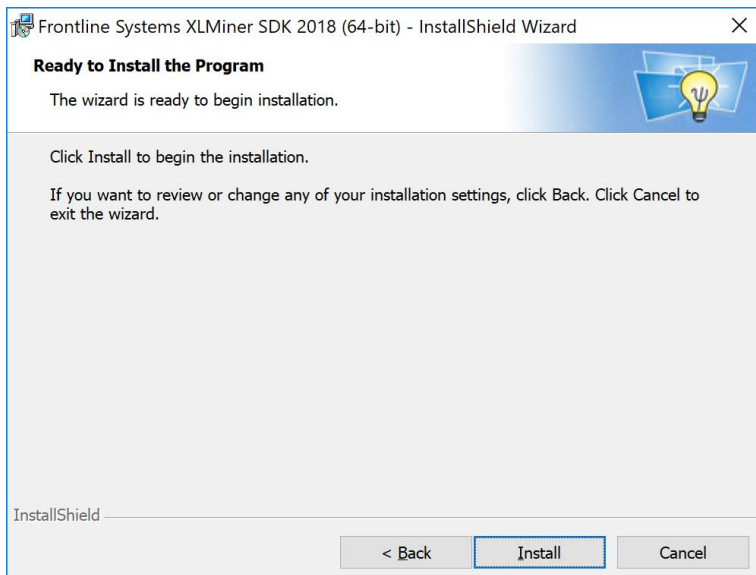 Frontline Systems XLMiner SDK 2018 (64-bit) - InstallShield Wizard
Ready to Install the Program
The wizard is ready to begin installation.
Click Install to begin the installation.
If you want to review or change any of your installation settings, click Back. Click Cancel to
exit the wizard.
InstallShield
< Back
Install
Cancel